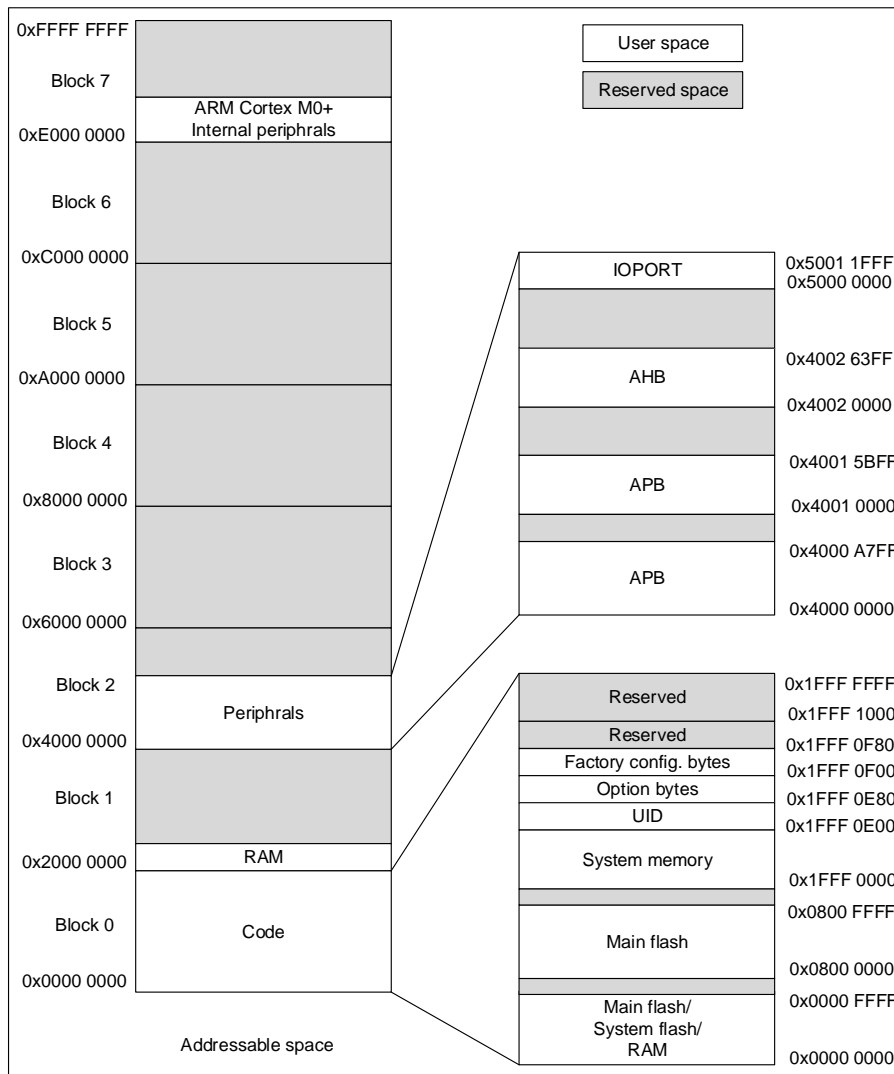 0xFFFF FFFF
Block 7
ARM Cortex M0+
Internal periphrals
0xE000 0000
Block 6
0xC000 0000
Block 5
0xA000 0000
Block 4
0x8000 0000
Block 3
0x6000 0000
Block 2
Periphrals
0x4000 0000
Block 1
0x2000 0000
RAM
Block 0
Code
0x0000 0000
Addressable space
User space
Reserved space
IOPORT
0x5001 1FFF
0x5000 0000
0x4002 63FF
AHB
0x4002 0000
0x4001 5BFF
APB
0x4001 0000
0x4000 A7FF
APB
0x4000 0000
0x1FFF FFFF
Reserved
0x1FFF 1000
Reserved
0x1FFF 0F80
Factory config. bytes
0x1FFF 0F00
Option bytes
0x1FFF 0E80
UID
0x1FFF 0E00
System memory
0x1FFF 0000
0x0800 FFFF
Main flash
0x0800 0000
0x0000 FFFF
Main flash/
System flash/
RAM
0x0000 0000